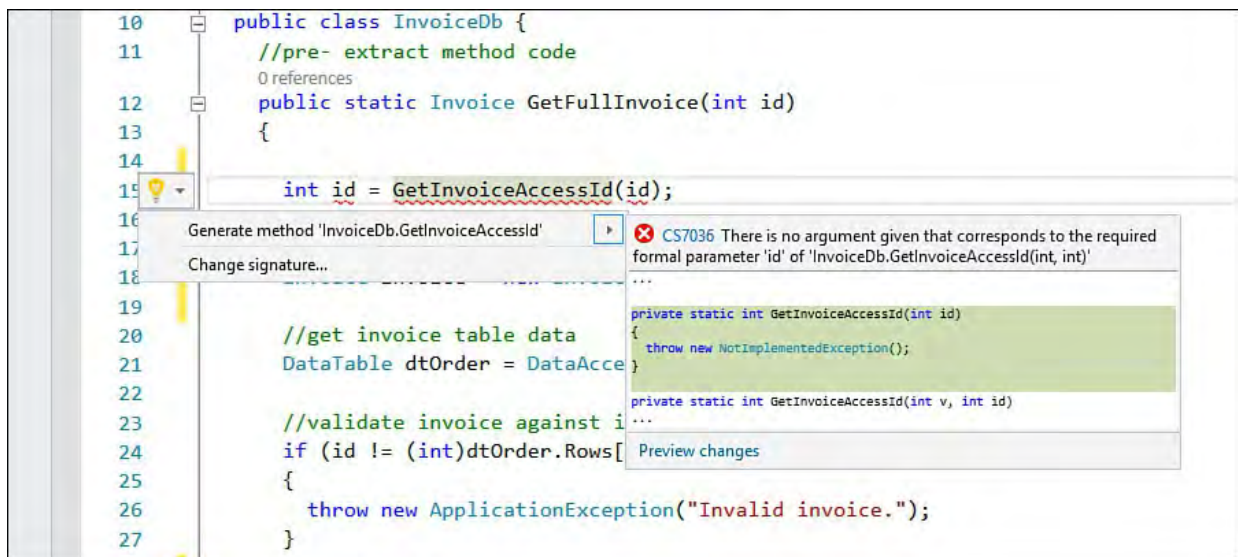 10 public class InvoiceDb {
11 //pre- extract method code
0 references
12 public static Invoice GetFullInvoice(int id)
13 {
14
15 int id = GetInvoiceAccessId(id);
16
Generate method 'InvoiceDb.GetInvoiceAccessId'
17
Change signature...
18
19
20 //get invoice table data
21 DataTable dtOrder = DataAcce
22
23 //validate invoice against i
24 if (id != (int)dtOrder.Rows[
25 {
26 throw new ApplicationException("Invalid invoice.");
27 }
CS7036 There is no argument given that corresponds to the required
formal parameter 'id' of 'InvoiceDb.GetInvoiceAccessId(int, int)'
...
private static int GetInvoiceAccessId(int id)
{
throw new NotImplementedException();
}
private static int GetInvoiceAccessId(int v, int id)
...
Preview changes